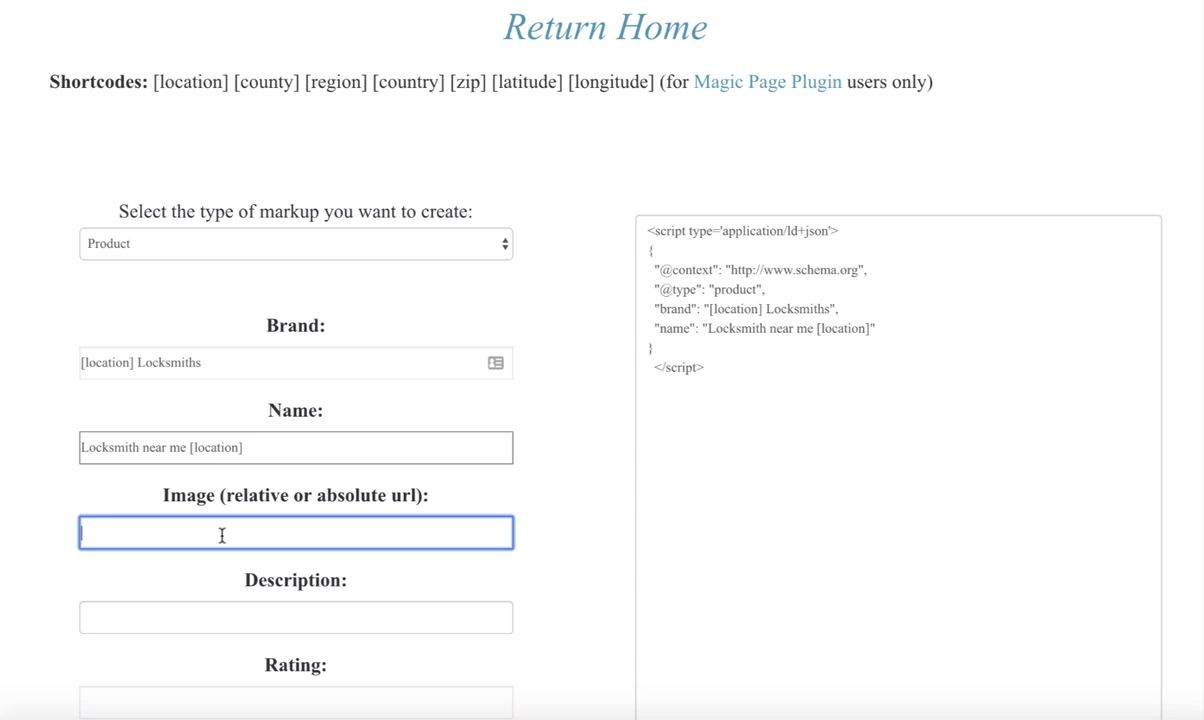 Return Home
Shortcodes: [location] [county] [region] [country] [zip] [latitude] [longitude] (for Magic Page Plugin users only)
Select the type of markup you want to create:
Product
Brand:
[location] Locksmiths
Name:
Locksmith near me [location]
Image (relative or absolute url):
Description:
Rating:
<script type='application/ld+json'>
{
"@context": "http://www.schema.org",
"@type": "product",
"brand": "[location] Locksmiths",
"name": "Locksmith near me [location]"
}
</script>